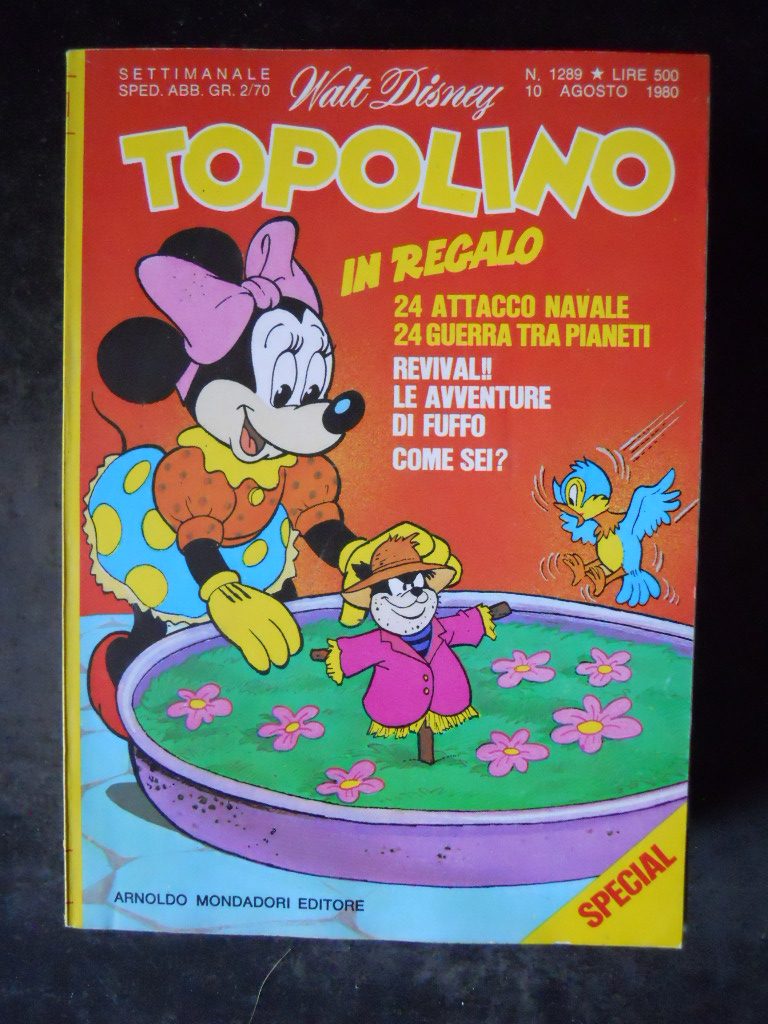 SETTIMANALE
SPED. ABB. GR. 2/70
Walt Disney
N. 1289 ★ LIRE 500
10 AGOSTO 1980
TOPOLINO
IN REGALO
24 ATTACCO NAVALE
24 GUERRA TRA PIANETI
REVIVAL!!
LE AVVENTURE
DI FUFFO
COME SEI?
SPECIAL
ARNOLDO MONDADORI EDITORE